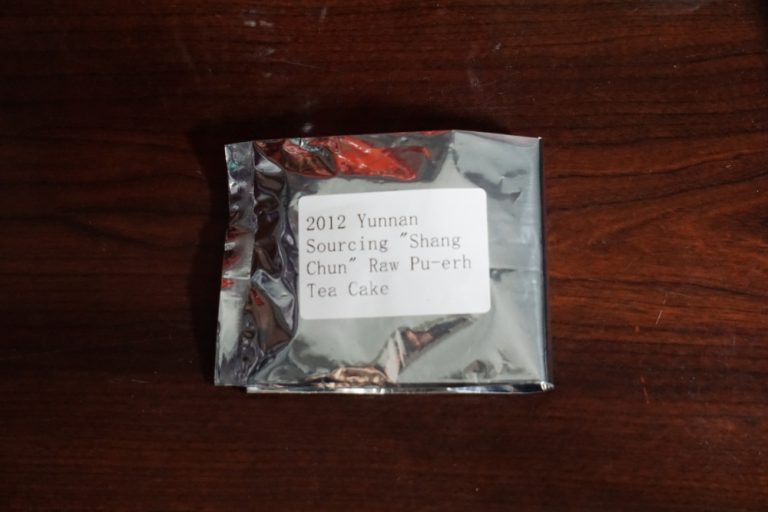 2012 Yunnan
Sourcing "Shang
Chun" Raw Pu-erh
Tea Cake